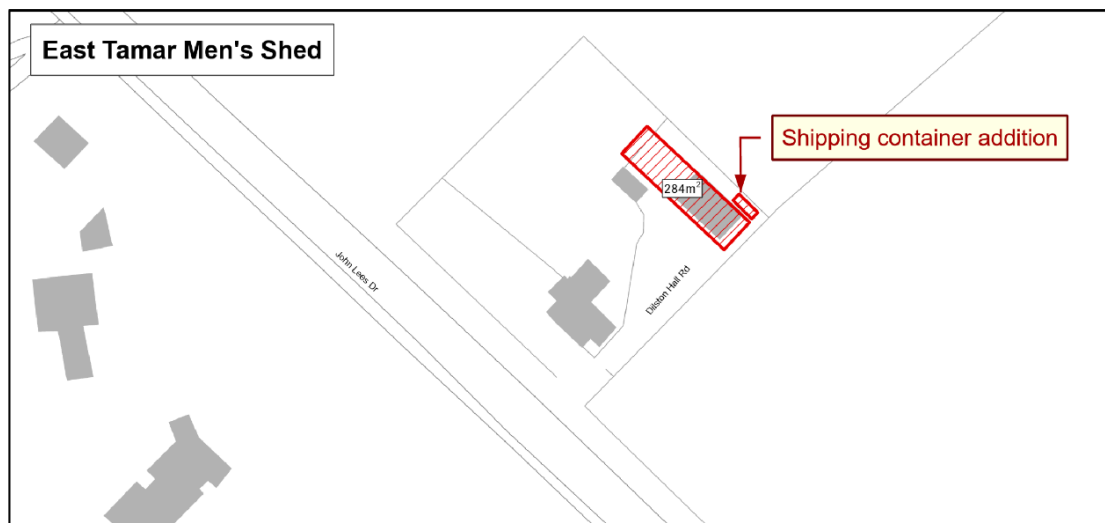 East Tamar Men's Shed
Shipping container addition
284m²
John Lees Dr
Dilston Hall Rd